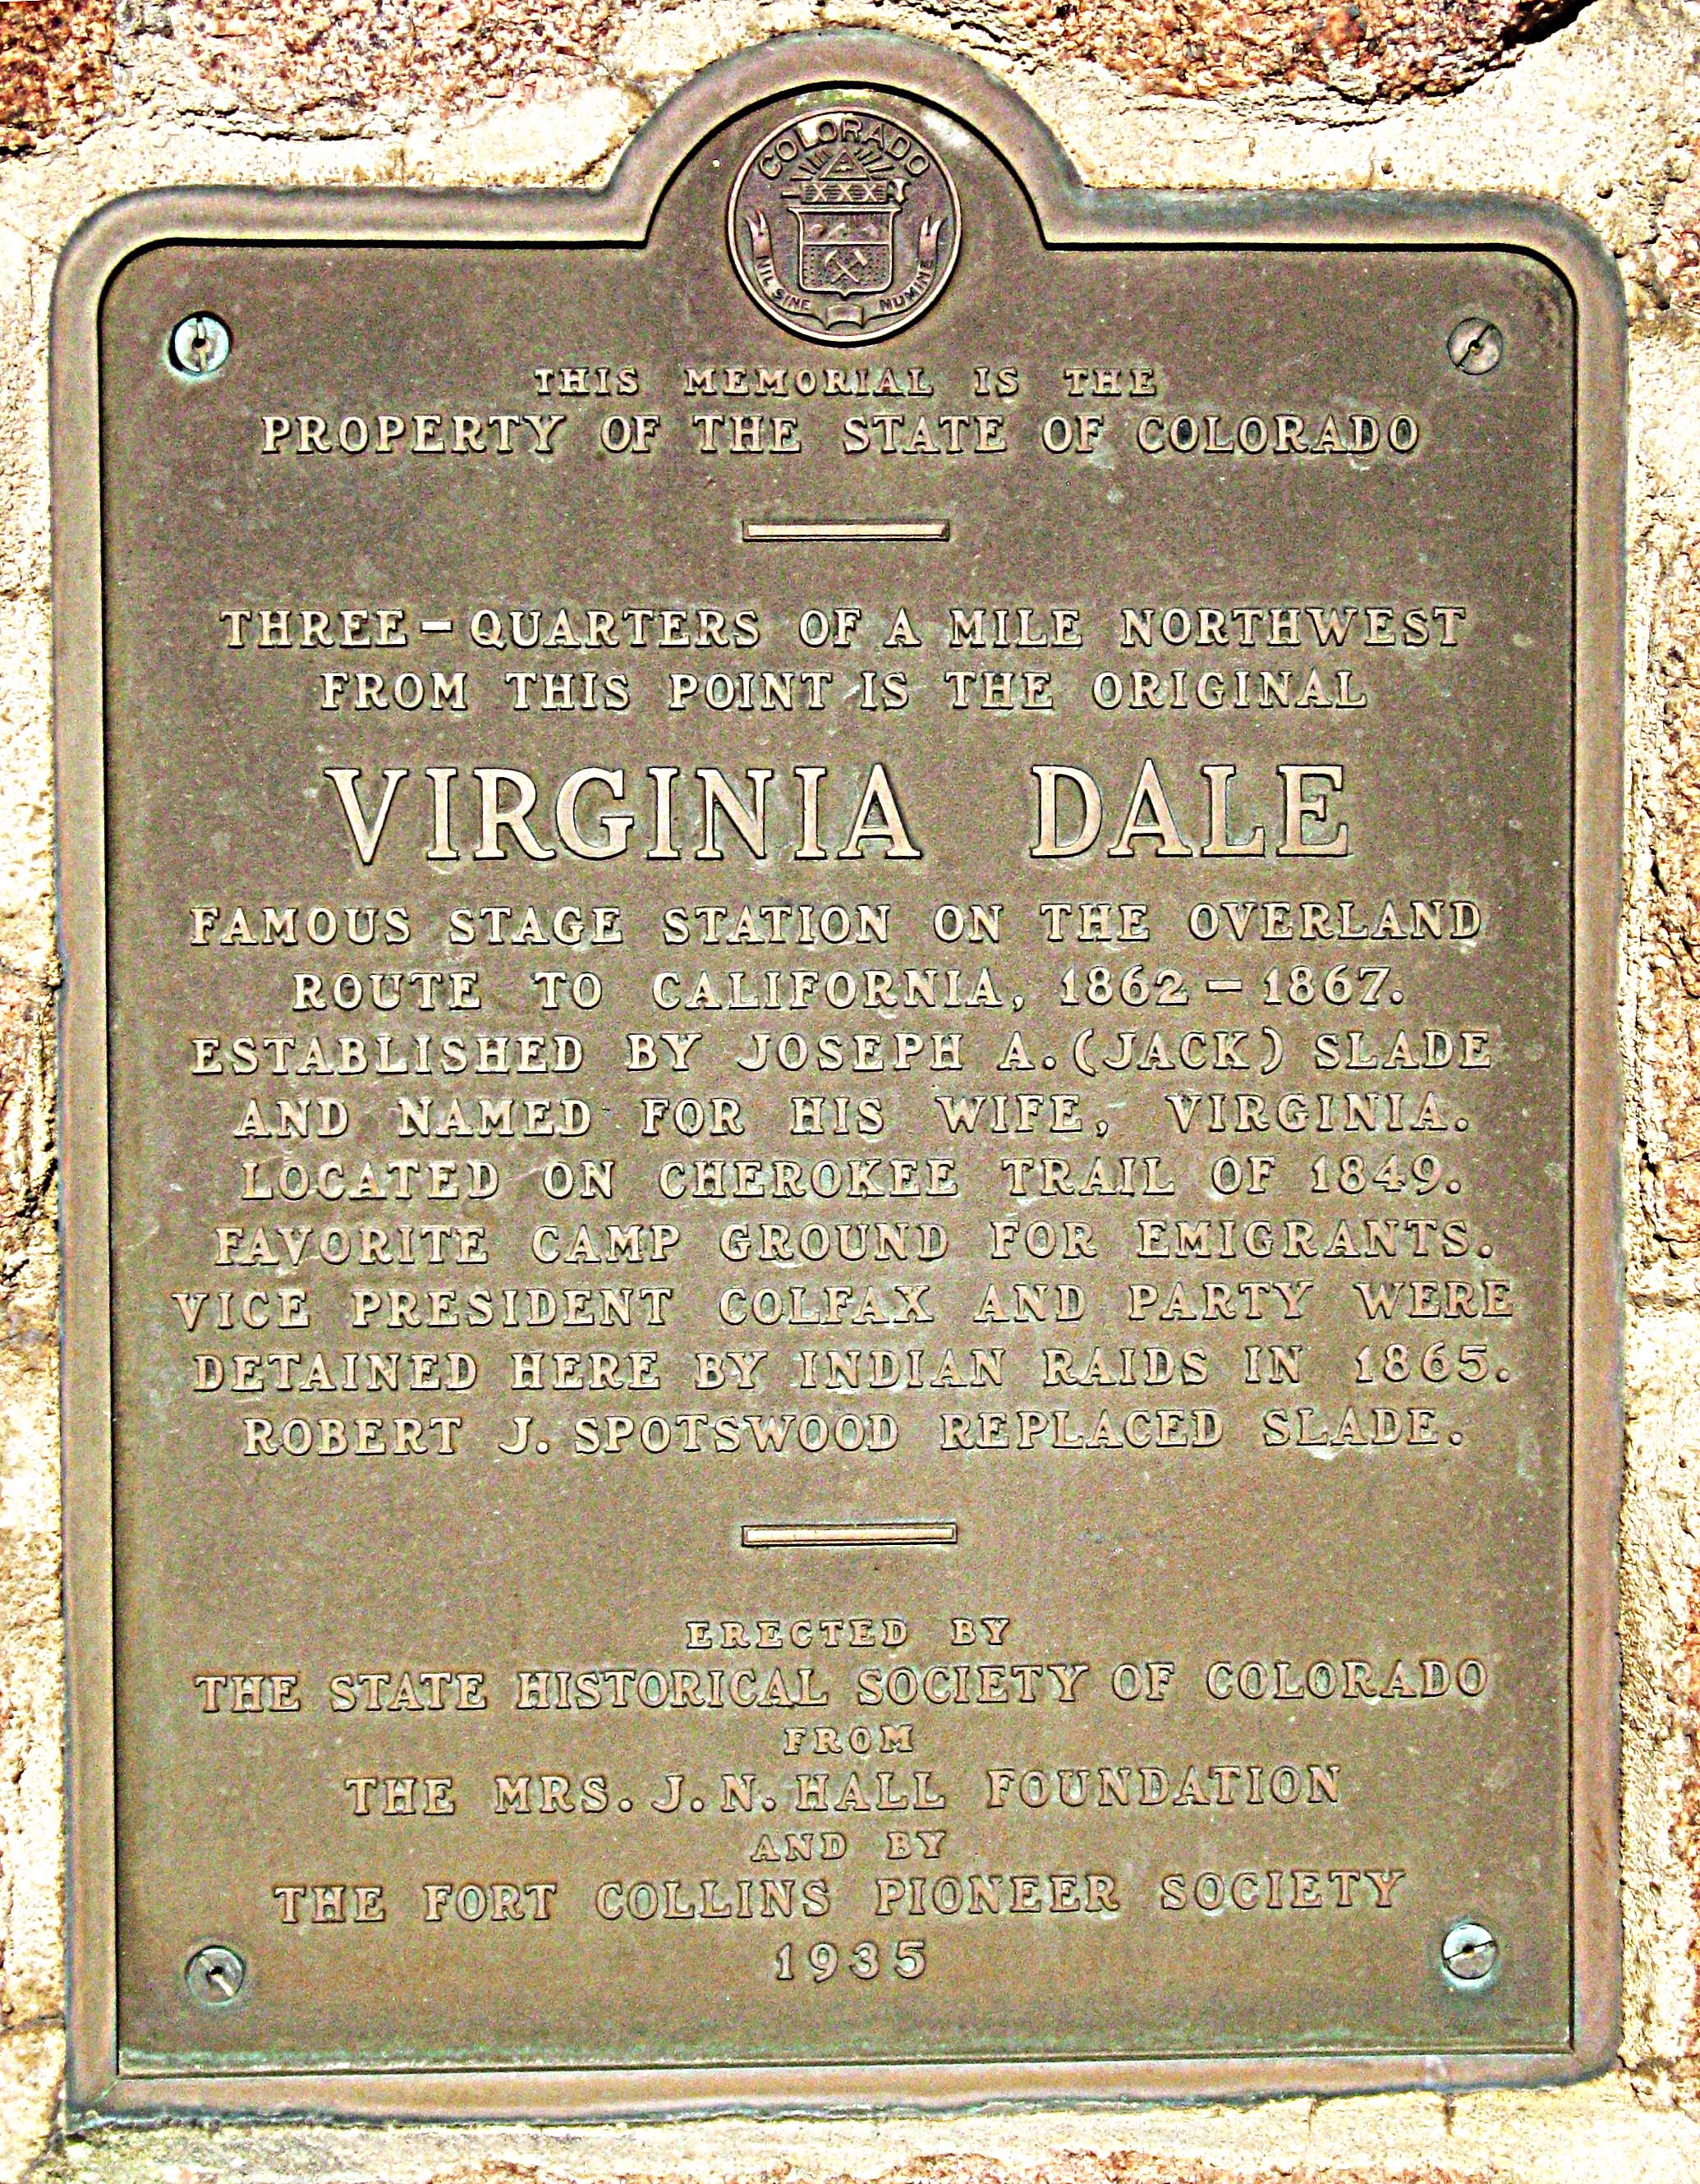 COLORADO
XXXX
NIL SINE NUMINE
THIS MEMORIAL IS THE
PROPERTY OF THE STATE OF COLORADO
THREE-QUARTERS OF A MILE NORTHWEST
FROM THIS POINT IS THE ORIGINAL
VIRGINIA DALE
FAMOUS STAGE STATION ON THE OVERLAND
ROUTE TO CALIFORNIA, 1862-1867.
ESTABLISHED BY JOSEPH A. (JACK) SLADE
AND NAMED FOR HIS WIFE, VIRGINIA.
LOCATED ON CHEROKEE TRAIL OF 1849.
FAVORITE CAMP GROUND FOR EMIGRANTS.
VICE PRESIDENT COLFAX AND PARTY WERE
DETAINED HERE BY INDIAN RAIDS IN 1865.
ROBERT J. SPOTSWOOD REPLACED SLADE.
ERECTED BY
THE STATE HISTORICAL SOCIETY OF COLORADO
FROM
THE MRS. J. N. HALL FOUNDATION
AND BY
THE FORT COLLINS PIONEER SOCIETY
1935